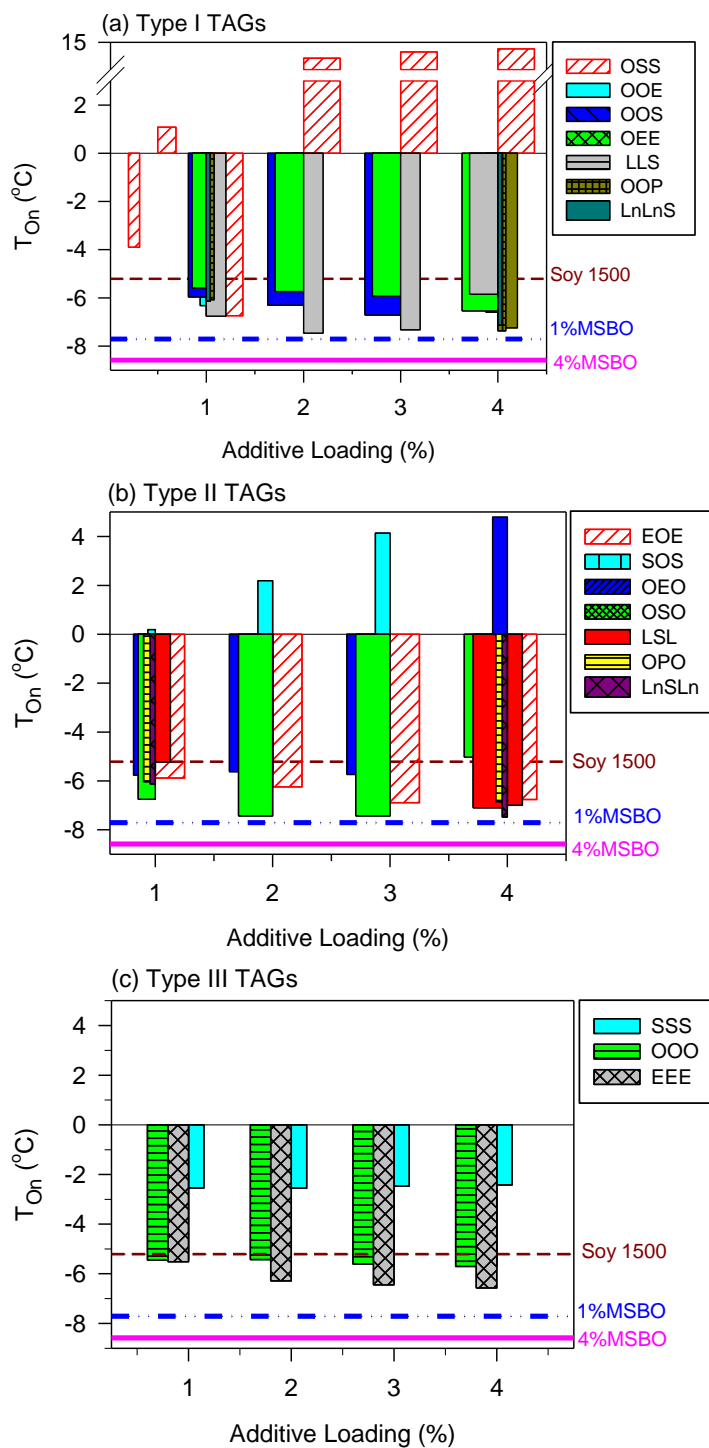 (a) Type I TAGs
15
2
0
-2
-4
-6
-8
T_On (°C)
1
2
3
4
Additive Loading (%)
OSS
OOE
OOS
OEE
LLS
OOP
LnLnS
Soy 1500
1%MSBO
4%MSBO
(b) Type II TAGs
4
2
0
-2
-4
-6
-8
T_On (°C)
1
2
3
4
Additive Loading (%)
EOE
SOS
OEO
OSO
LSL
OPO
LnSLn
Soy 1500
1%MSBO
4%MSBO
(c) Type III TAGs
4
2
0
-2
-4
-6
-8
T_On (°C)
1
2
3
4
Additive Loading (%)
SSS
OOO
EEE
Soy 1500
1%MSBO
4%MSBO